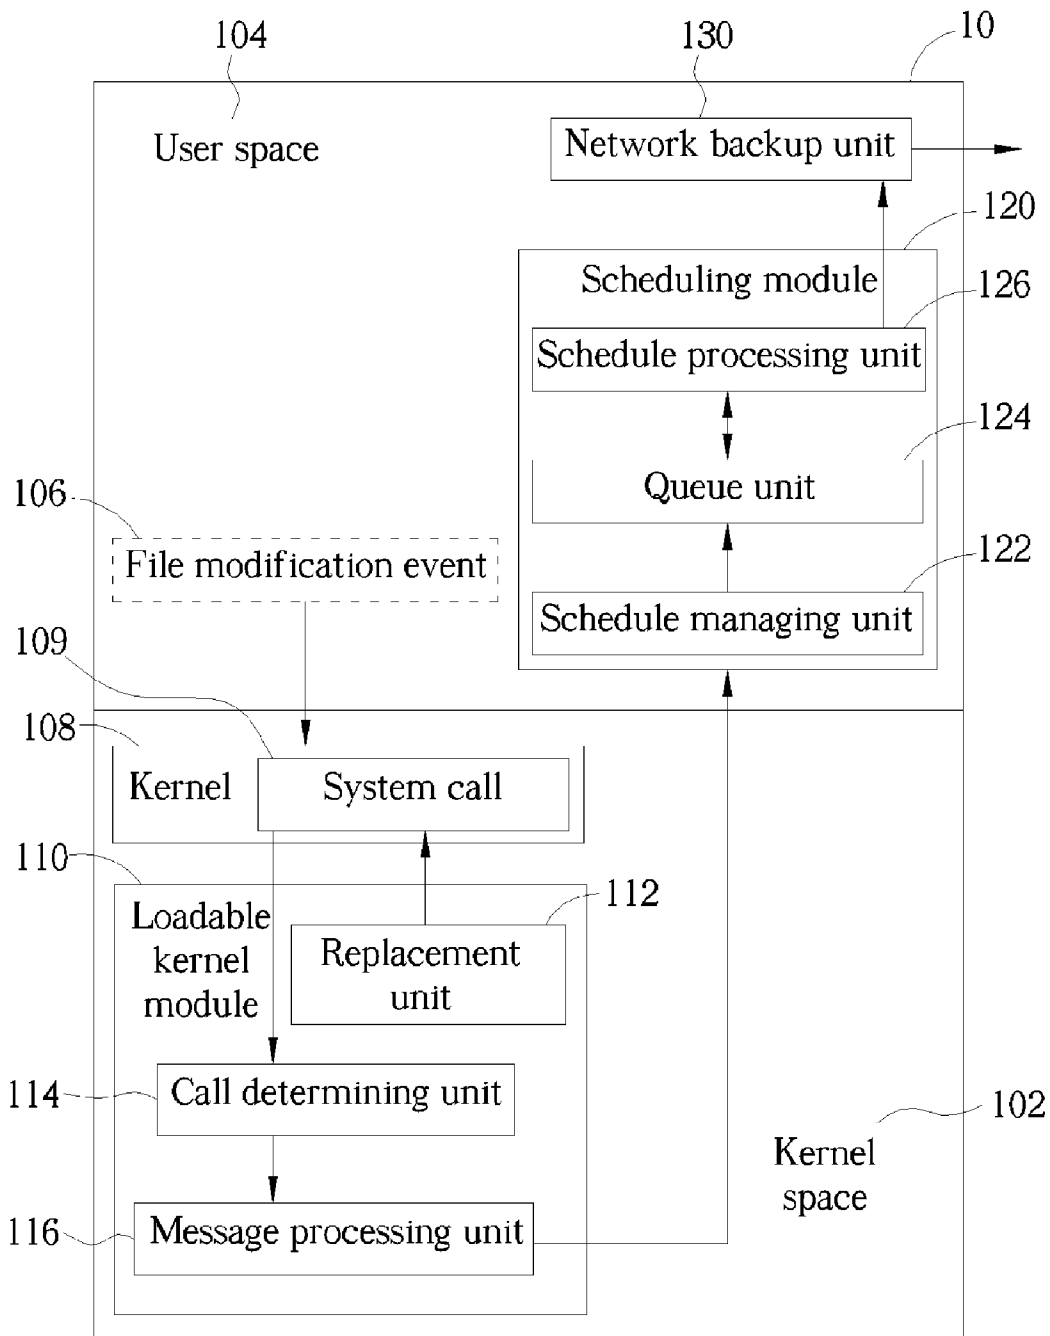 104
130
10
User space
Network backup unit
120
Scheduling module
126
Schedule processing unit
124
Queue unit
106
File modification event
122
Schedule managing unit
109
108
Kernel
System call
110
Loadable
kernel
module
112
Replacement
unit
114
Call determining unit
102
Kernel
space
116
Message processing unit